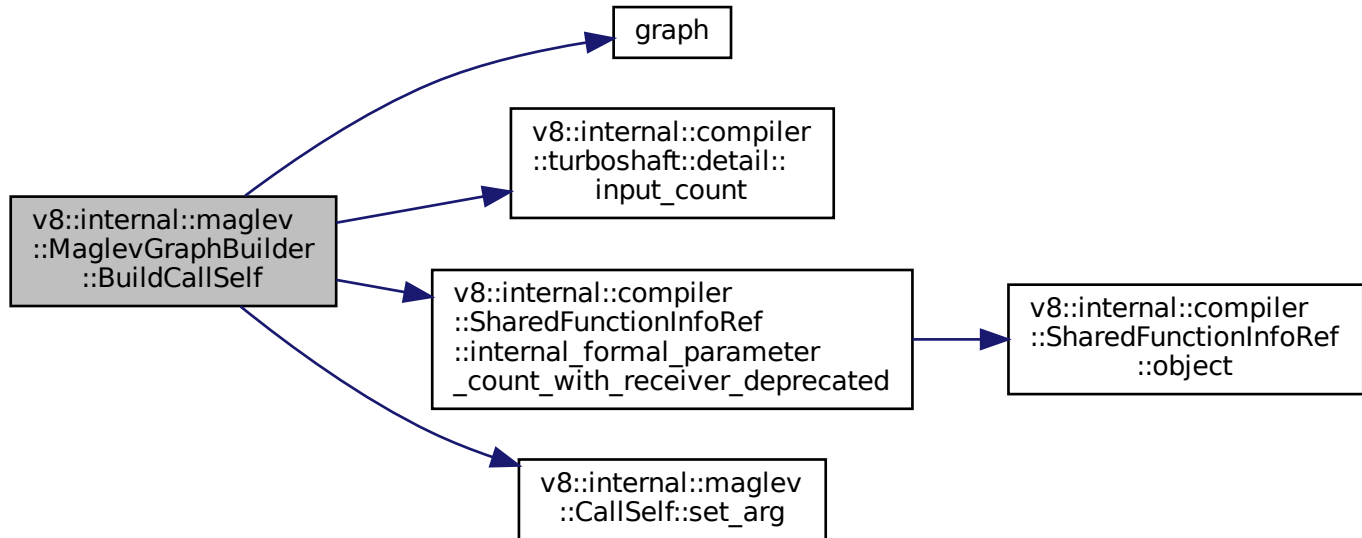 graph
v8::internal::compiler
::turboshaft::detail::
input_count
v8::internal::maglev
::MaglevGraphBuilder
::BuildCallSelf
v8::internal::compiler
::SharedFunctionInfoRef
::internal_formal_parameter
_count_with_receiver_deprecated
v8::internal::compiler
::SharedFunctionInfoRef
::object
v8::internal::maglev
::CallSelf::set_arg